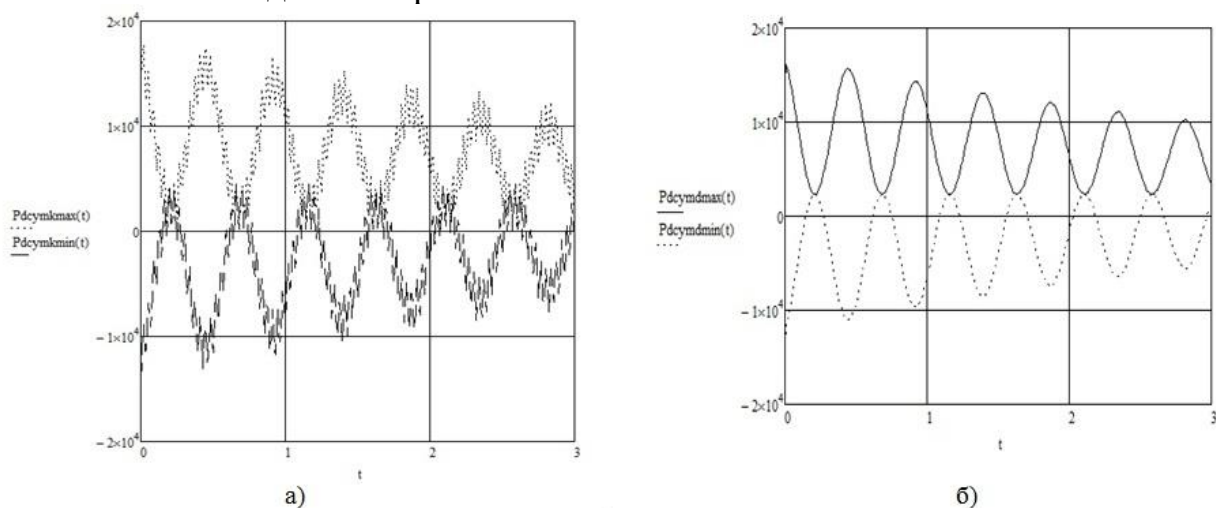 2×10⁴
1×10⁴
Pdcymkmax(t)
0
Pdcymkmin(t)
−1×10⁴
−2×10⁴
0 1 2 3
t
а)
2×10⁴
1×10⁴
Pdcymdmax(t)
0
Pdcymdmin(t)
−1×10⁴
−2×10⁴
0 1 2 3
t
б)